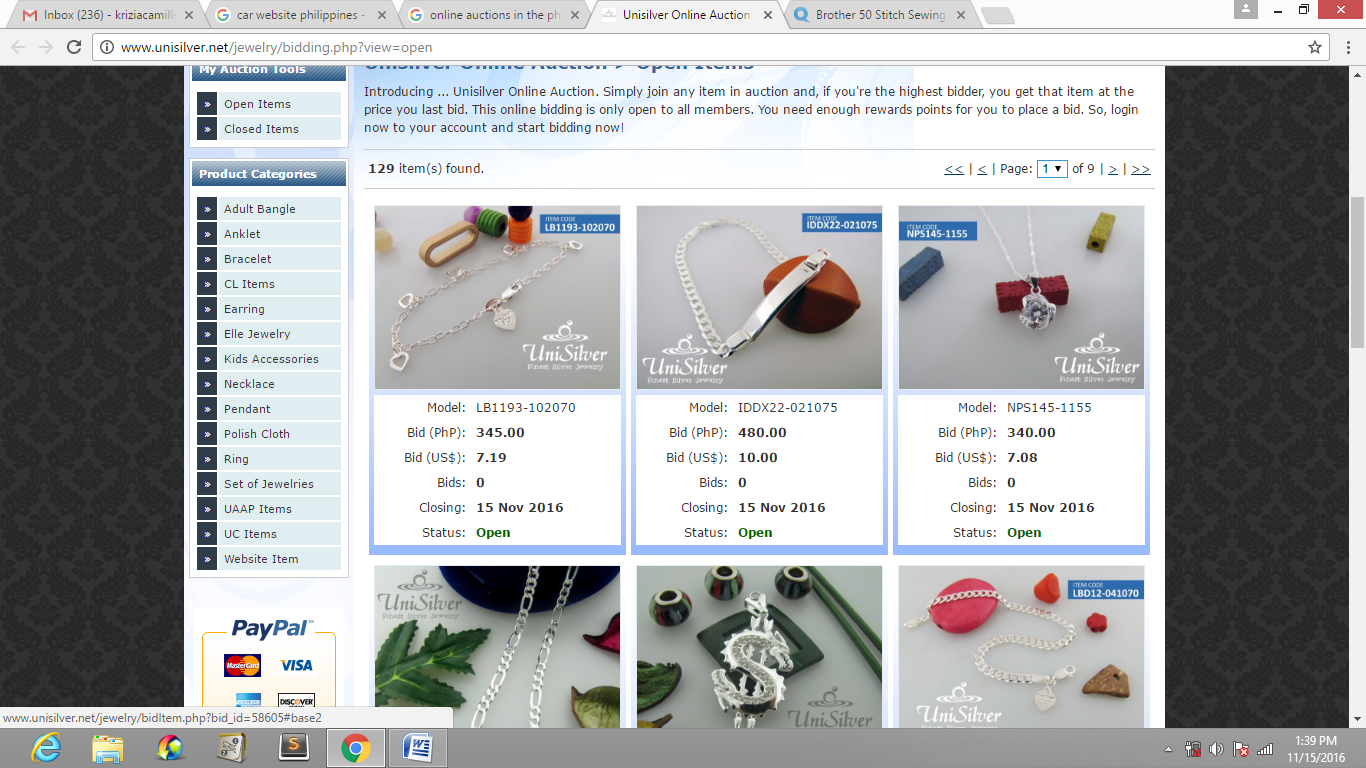 Inbox (236) - kriziacamille
car website philippines -
online auctions in the ph
Unisilver Online Auction
Brother 50 Stitch Sewing
www.unisilver.net/jewelry/bidding.php?view=open
My Auction Tools
» Open Items
» Closed Items
Product Categories
» Adult Bangle
» Anklet
» Bracelet
» CL Items
» Earring
» Elle Jewelry
» Kids Accessories
» Necklace
» Pendant
» Polish Cloth
» Ring
» Set of Jewelries
» UAAP Items
» UC Items
» Website Item
PayPal
MasterCard VISA
DISCOVER
Unisilver Online Auction > Open Items
Introducing ... Unisilver Online Auction. Simply join any item in auction and, if you're the highest bidder, you get that item at the
price you last bid. This online bidding is only open to all members. You need enough rewards points for you to place a bid. So, login
now to your account and start bidding now!
129 item(s) found.
<< | < | Page: 1 of 9 | > | >>
ITEM CODE
LB1193-102070
UniSilver
Finest Silver Jewelry
Model: LB1193-102070
Bid (PhP): 345.00
Bid (US$): 7.19
Bids: 0
Closing: 15 Nov 2016
Status: Open
ITEM CODE
IDDX22-021075
UniSilver
Finest Silver Jewelry
Model: IDDX22-021075
Bid (PhP): 480.00
Bid (US$): 10.00
Bids: 0
Closing: 15 Nov 2016
Status: Open
ITEM CODE
NPS145-1155
UniSilver
Finest Silver Jewelry
Model: NPS145-1155
Bid (PhP): 340.00
Bid (US$): 7.08
Bids: 0
Closing: 15 Nov 2016
Status: Open
UniSilver
Finest Silver Jewelry
UniSilver
Finest Silver Jewelry
ITEM CODE
LBD12-041070
UniSilver
www.unisilver.net/jewelry/bidItem.php?bid_id=58605#base2
1:39 PM
11/15/2016